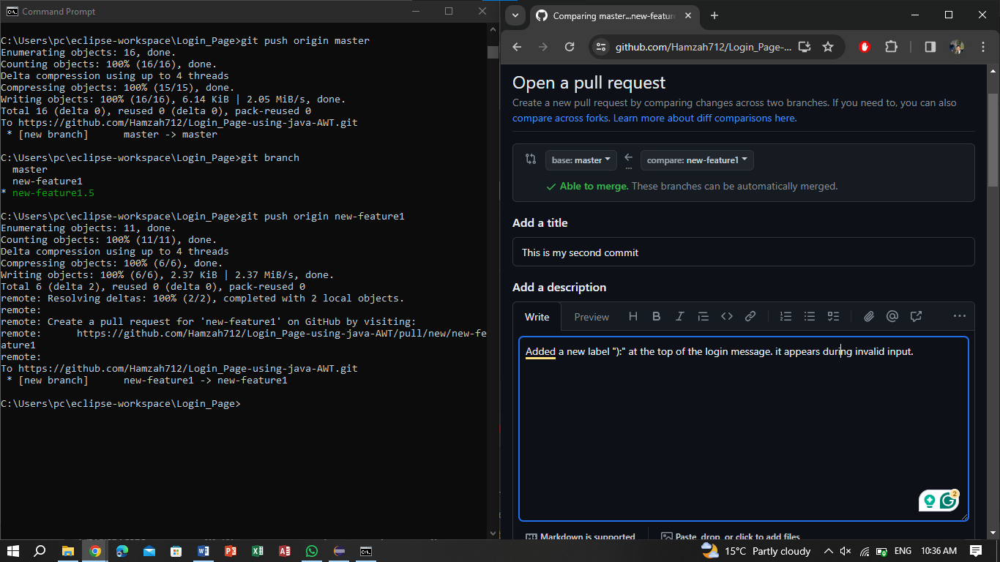 Command Prompt
C:\Users\pc\eclipse-workspace\Login_Page>git push origin master
Enumerating objects: 16, done.
Counting objects: 100% (16/16), done.
Delta compression using up to 4 threads
Compressing objects: 100% (15/15), done.
Writing objects: 100% (16/16), 6.14 KiB | 2.05 MiB/s, done.
Total 16 (delta 0), reused 0 (delta 0), pack-reused 0
To https://github.com/Hamzah712/Login_Page-using-java-AWT.git
* [new branch]      master -> master
C:\Users\pc\eclipse-workspace\Login_Page>git branch
master
new-feature1
* new-feature1.5
C:\Users\pc\eclipse-workspace\Login_Page>git push origin new-feature1
Enumerating objects: 11, done.
Counting objects: 100% (11/11), done.
Delta compression using up to 4 threads
Compressing objects: 100% (6/6), done.
Writing objects: 100% (6/6), 2.37 KiB | 2.37 MiB/s, done.
Total 6 (delta 2), reused 0 (delta 0), pack-reused 0
remote: Resolving deltas: 100% (2/2), completed with 2 local objects.
remote:
remote: Create a pull request for 'new-feature1' on GitHub by visiting:
remote:      https://github.com/Hamzah712/Login_Page-using-java-AWT/pull/new/new-fe
ature1
remote:
To https://github.com/Hamzah712/Login_Page-using-java-AWT.git
* [new branch]      new-feature1 -> new-feature1
C:\Users\pc\eclipse-workspace\Login_Page>
Comparing master...new-featur
github.com/Hamzah712/Login_Page-...
Open a pull request
Create a new pull request by comparing changes across two branches. If you need to, you can also
compare across forks. Learn more about diff comparisons here.
base: master
compare: new-feature1
...
Able to merge. These branches can be automatically merged.
Add a title
This is my second commit
Add a description
Write Preview H B I
Added a new label "):" at the top of the login message. it appears during invalid input.
2
Markdown is supported Paste, drop, or click to add files
15°C Partly cloudy ENG 10:36 AM